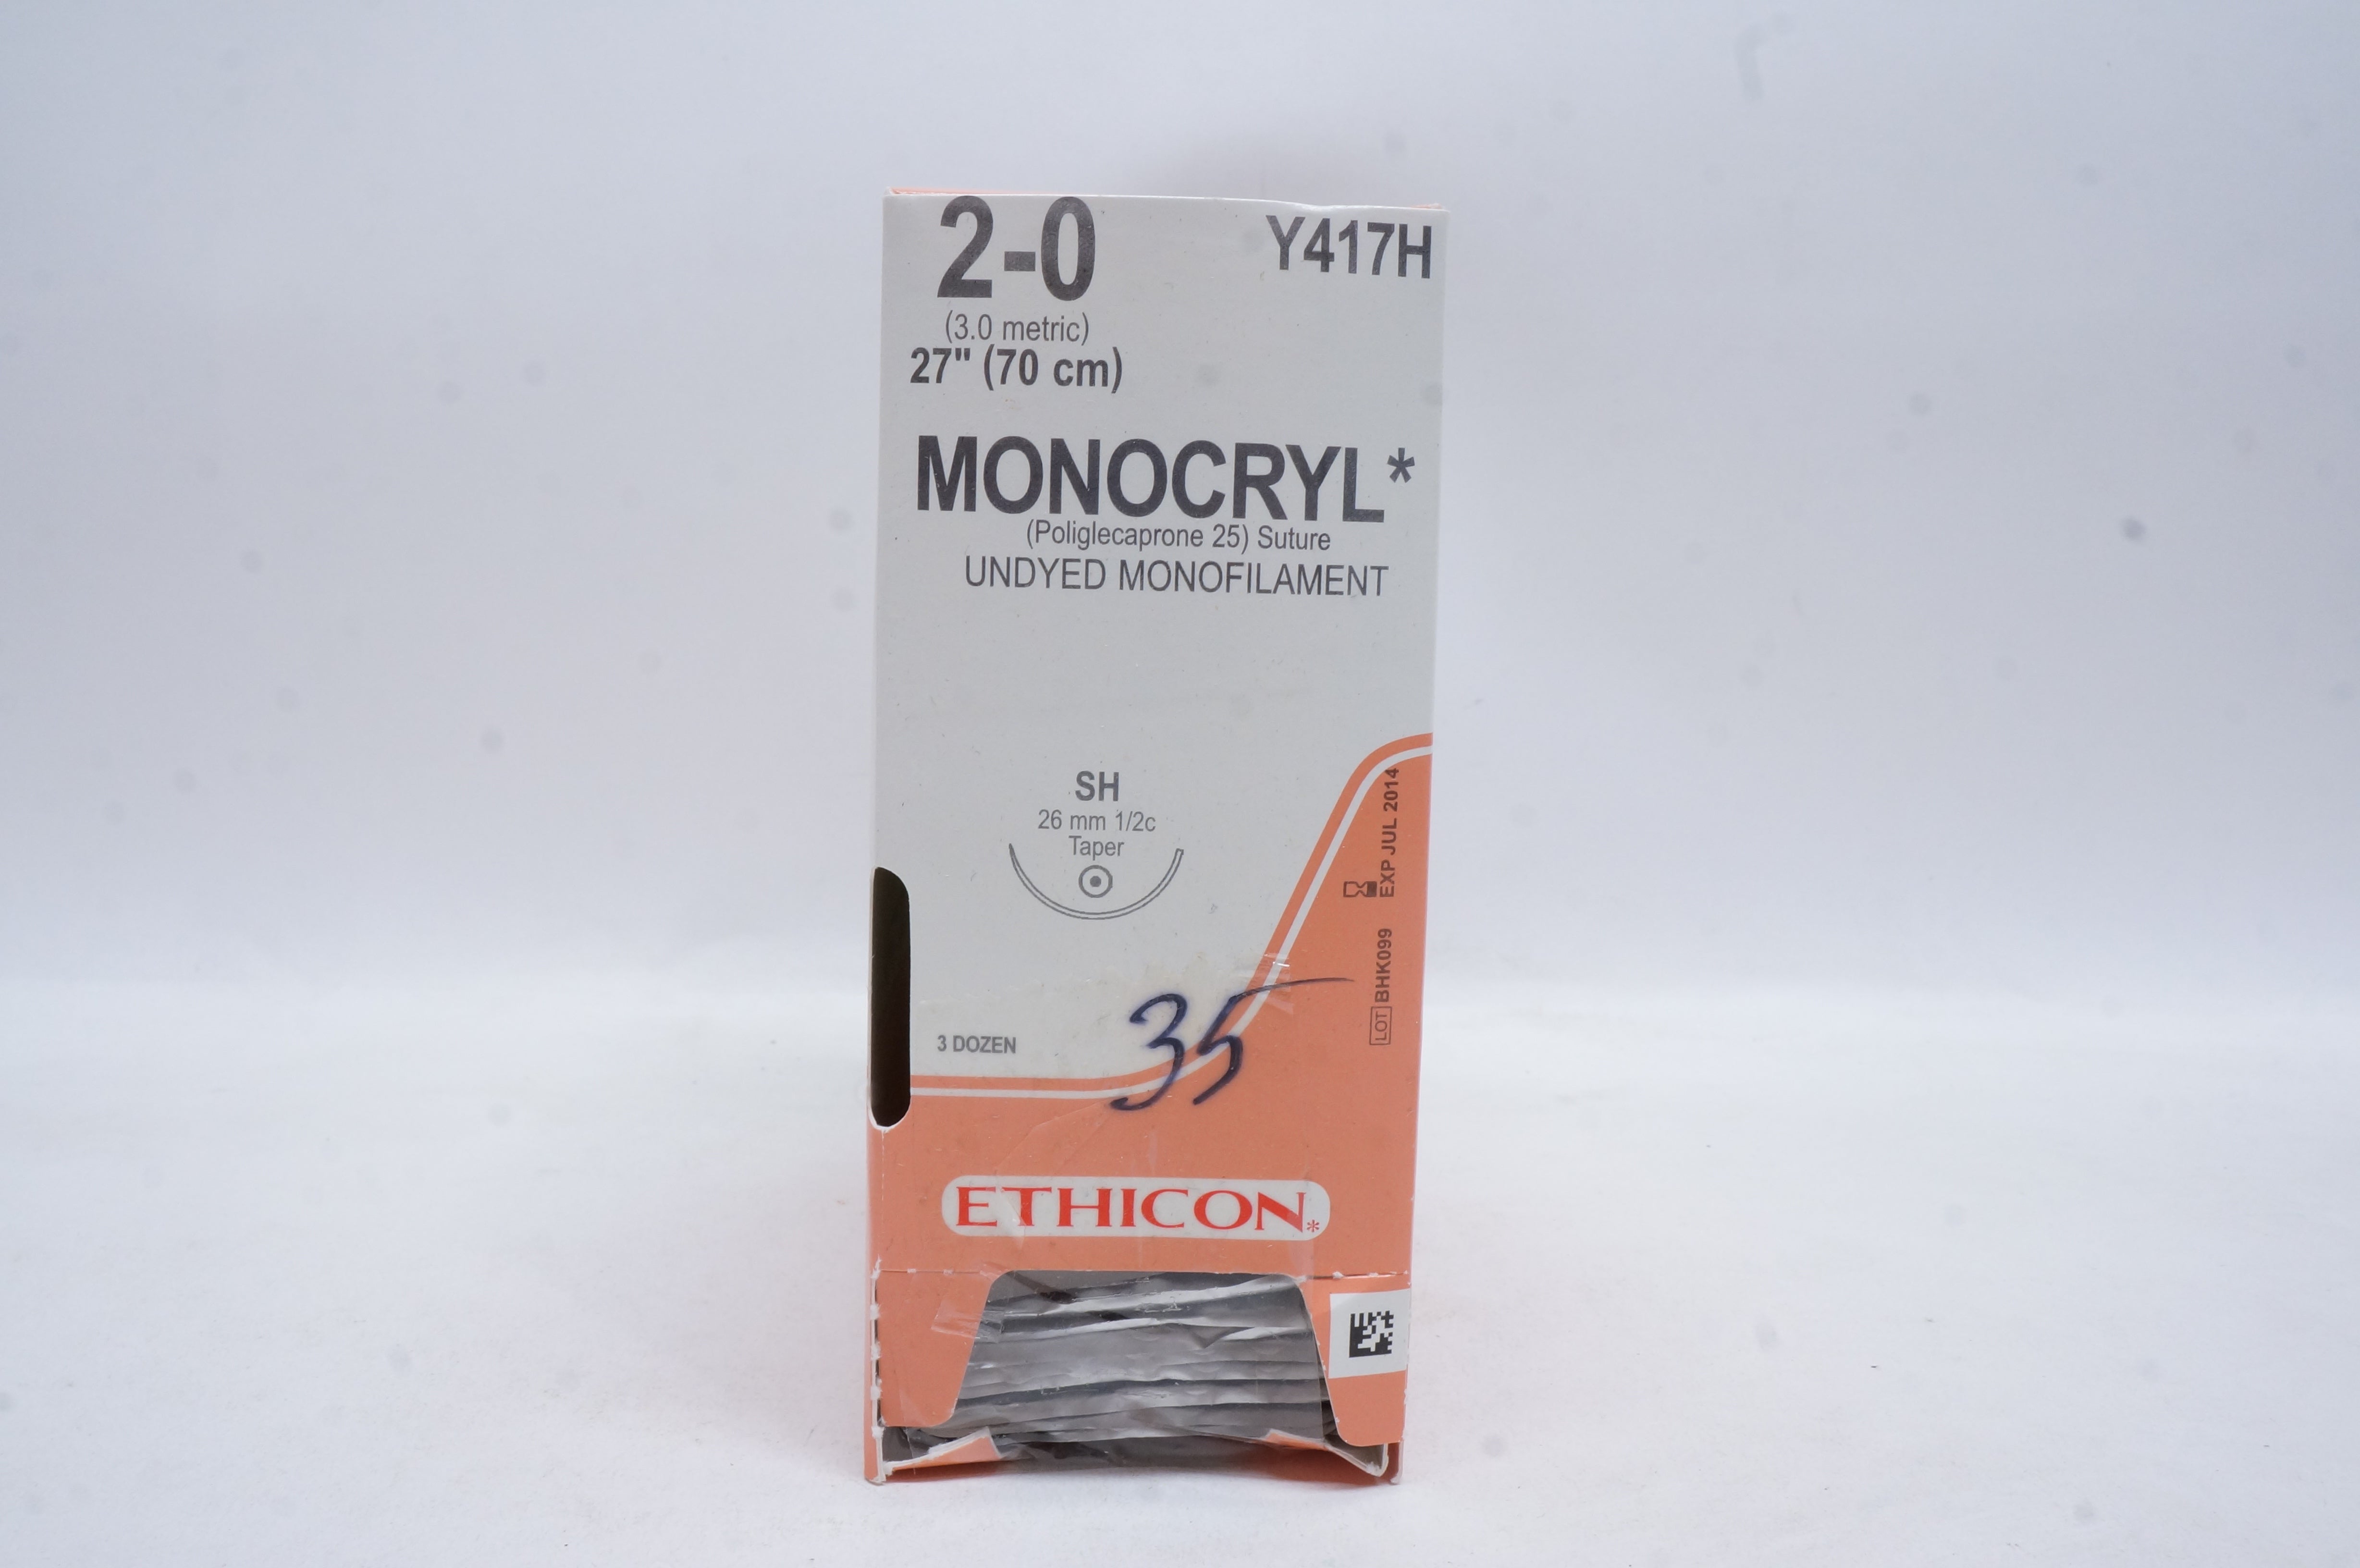 2-0
Y417H
(3.0 metric)
27" (70 cm)
MONOCRYL*
(Poliglecaprone 25) Suture
UNDYED MONOFILAMENT
SH
26 mm 1/2c
Taper
EXP JUL 2014
LOT BHK099
35
3 DOZEN
ETHICON*